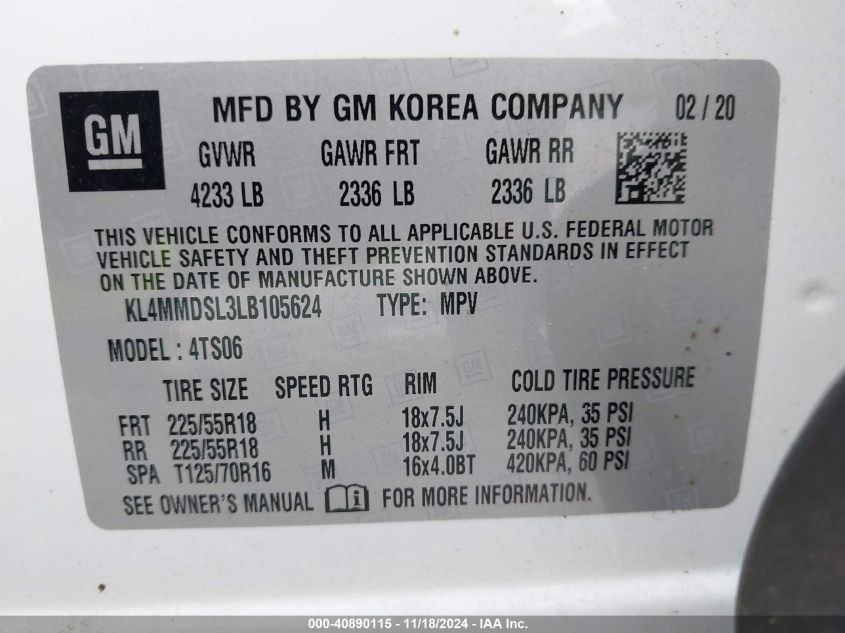 GM MFD BY GM KOREA COMPANY 02 / 20
GVWR GAWR FRT GAWR RR
4233 LB 2336 LB 2336 LB
THIS VEHICLE CONFORMS TO ALL APPLICABLE U.S. FEDERAL MOTOR
VEHICLE SAFETY AND THEFT PREVENTION STANDARDS IN EFFECT
ON THE DATE OF MANUFACTURE SHOWN ABOVE.
KL4MMDSL3LB105624 TYPE: MPV
MODEL : 4TS06
TIRE SIZE SPEED RTG RIM COLD TIRE PRESSURE
FRT 225/55R18 H 18x7.5J 240KPA, 35 PSI
RR 225/55R18 H 18x7.5J 240KPA, 35 PSI
SPA T125/70R16 M 16x4.0BT 420KPA, 60 PSI
SEE OWNER'S MANUAL i FOR MORE INFORMATION.
000-40890115 - 11/18/2024 - IAA Inc.